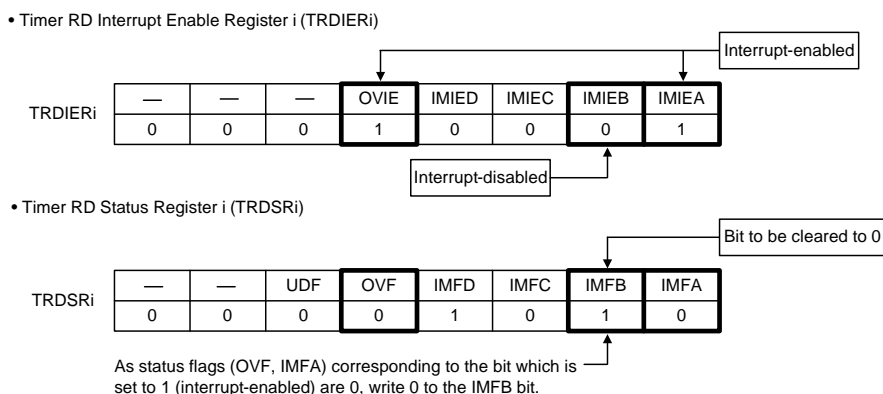 • Timer RD Interrupt Enable Register i (TRDIERi)
Interrupt-enabled
TRDIERi
— — — OVIE IMIED IMIEC IMIEB IMIEA
0 0 0 1 0 0 0 1
Interrupt-disabled
• Timer RD Status Register i (TRDSRi)
Bit to be cleared to 0
TRDSRi
— — UDF OVF IMFD IMFC IMFB IMFA
0 0 0 0 1 0 1 0
As status flags (OVF, IMFA) corresponding to the bit which is
set to 1 (interrupt-enabled) are 0, write 0 to the IMFB bit.